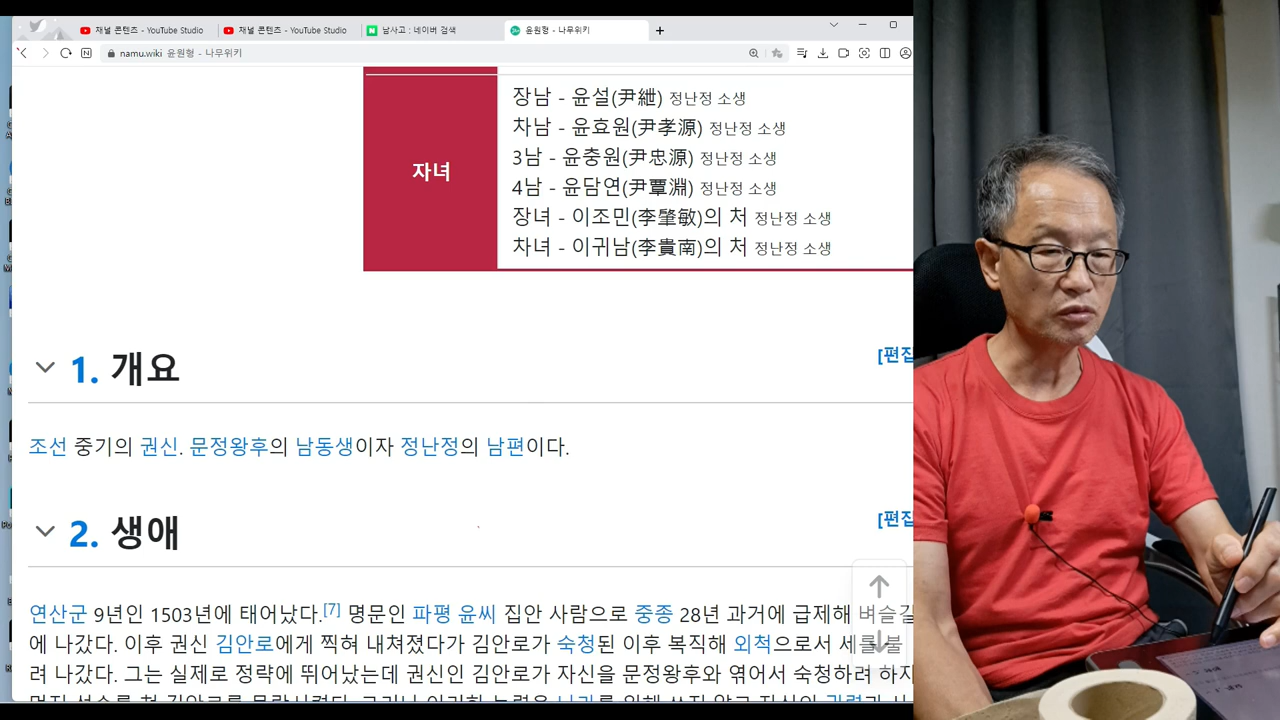 재널 콘텐츠 - YouTube Studio
재널 콘텐츠 - YouTube Studio
남사고 : 네이버 검색
윤원형 - 나무위키
namu.wiki 윤원형 - 나무위키
자녀
장남 - 윤설(尹紲) 정난정 소생
차남 - 윤효원(尹孝源) 정난정 소생
3남 - 윤충원(尹忠源) 정난정 소생
4남 - 윤담연(尹覃淵) 정난정 소생
장녀 - 이조민(李肇敏)의 처 정난정 소생
차녀 - 이귀남(李貴南)의 처 정난정 소생
1. 개요
[편집
조선 중기의 권신. 문정왕후의 남동생이자 정난정의 남편이다.
2. 생애
[편집
연산군 9년인 1503년에 태어났다.[7] 명문인 파평 윤씨 집안 사람으로 중종 28년 과거에 급제해 벼슬길
에 나갔다. 이후 권신 김안로에게 찍혀 내쳐졌다가 김안로가 숙청된 이후 복직해 외척으로서 세를 불
려 나갔다. 그는 실제로 정략에 뛰어났는데 권신인 김안로가 자신을 문정왕후와 엮어서 숙청하려 하지